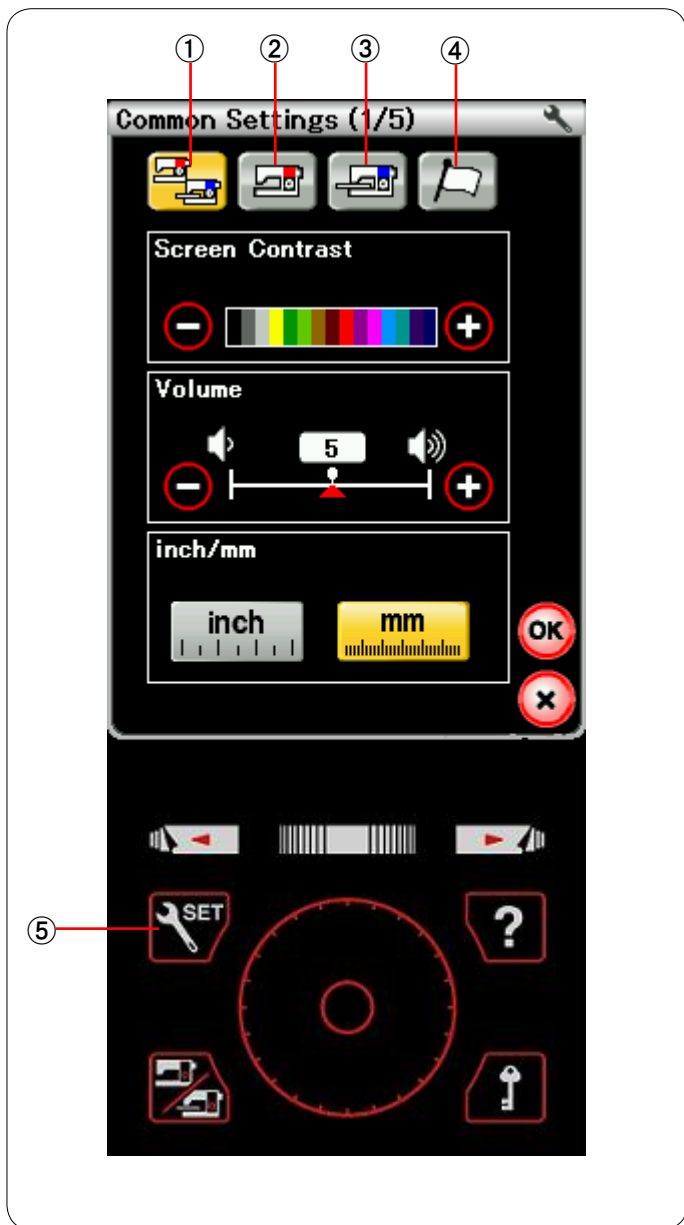 ① ② ③ ④
Common Settings (1/5)
Screen Contrast
Volume
5
inch/mm
inch mm
OK
⑤
SET
?